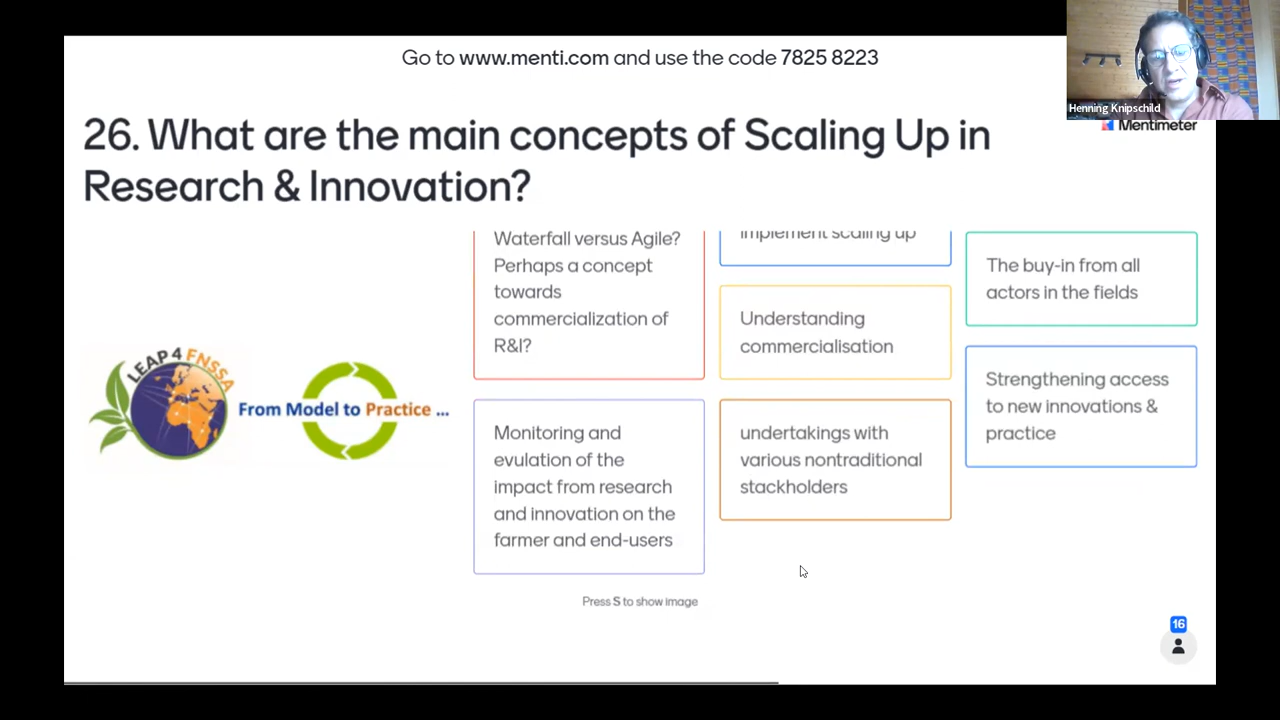 Go to www.menti.com and use the code 7825 8223
Henning Knipschild
Mentimeter
26. What are the main concepts of Scaling Up in
Research & Innovation?
Waterfall versus Agile?
Perhaps a concept
towards
commercialization of
R&I?
Monitoring and
evulation of the
impact from research
and innovation on the
farmer and end-users
implement scaling up
Understanding
commercialisation
undertakings with
various nontraditional
stackholders
The buy-in from all
actors in the fields
Strengthening access
to new innovations &
practice
LEAP4FNSSA
From Model to Practice ...
Press S to show image
16